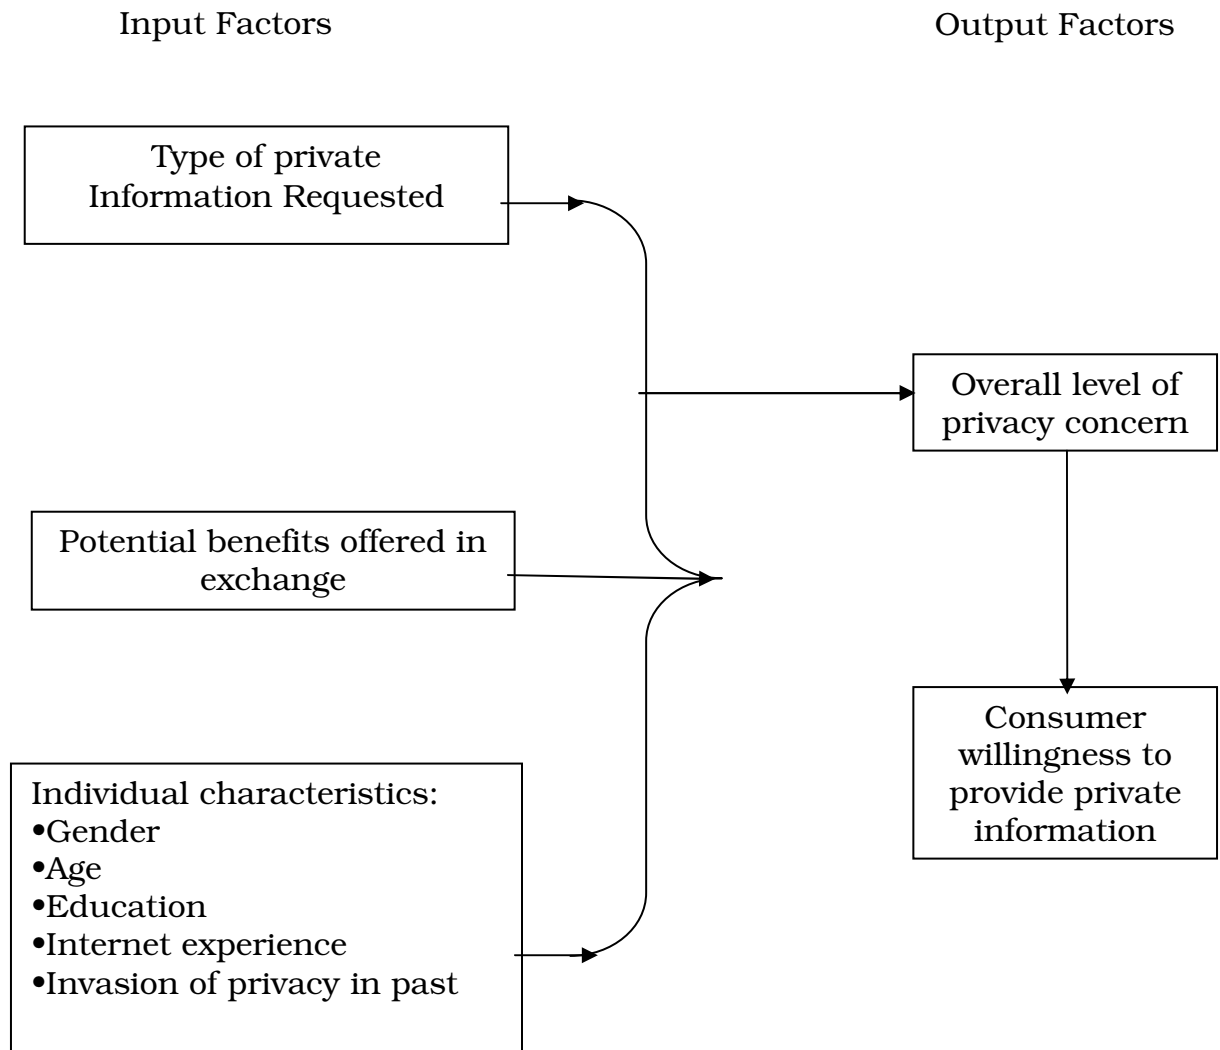 Input Factors
Output Factors
Type of private
Information Requested
Overall level of
privacy concern
Potential benefits offered in
exchange
Consumer
willingness to
provide private
information
Individual characteristics:
•Gender
•Age
•Education
•Internet experience
•Invasion of privacy in past